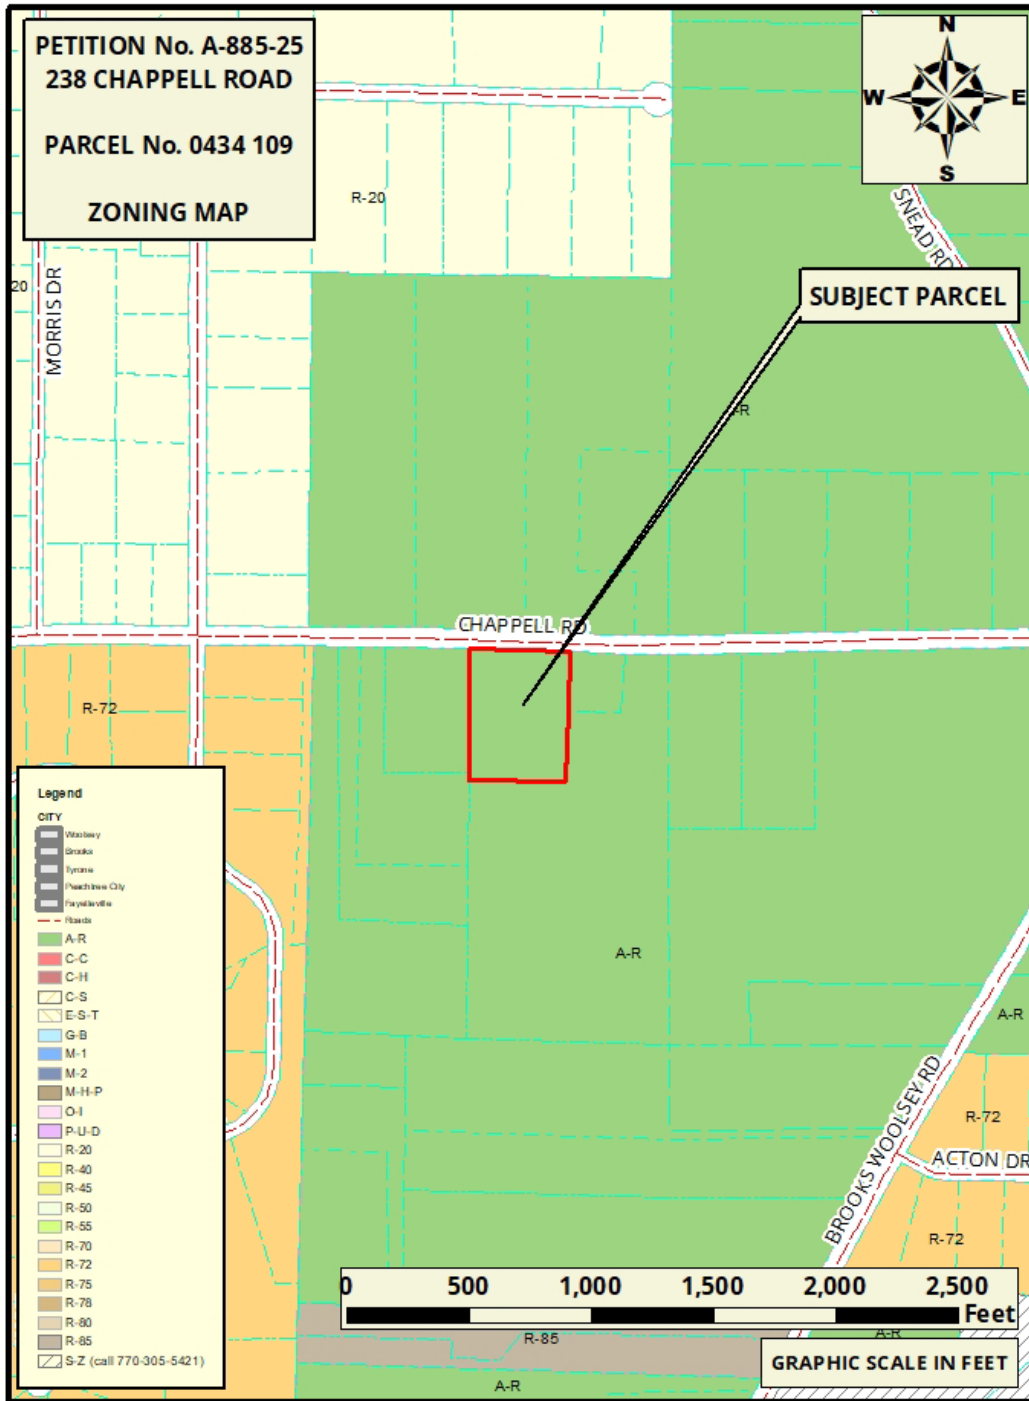 PETITION No. A-885-25
238 CHAPPELL ROAD
PARCEL No. 0434 109
ZONING MAP
N
W
E
S
R-20
SNEAD RD
20
MORRIS DR
SUBJECT PARCEL
-R
CHAPPELL RD
R-72
Legend
CITY
Woolsey
Brooks
Tyrone
Peachtree City
Fayetteville
Roads
A-R
C-C
C-H
C-S
E-S-T
G-B
M-1
M-2
M-H-P
O-I
P-U-D
R-20
R-40
R-45
R-50
R-55
R-70
R-72
R-75
R-78
R-80
R-85
S-Z (call 770-305-5421)
A-R
A-R
BROOKS WOOLSEY RD
R-72
ACTON DR
R-72
0 500 1,000 1,500 2,000 2,500
Feet
R-85
A-R
GRAPHIC SCALE IN FEET
A-R